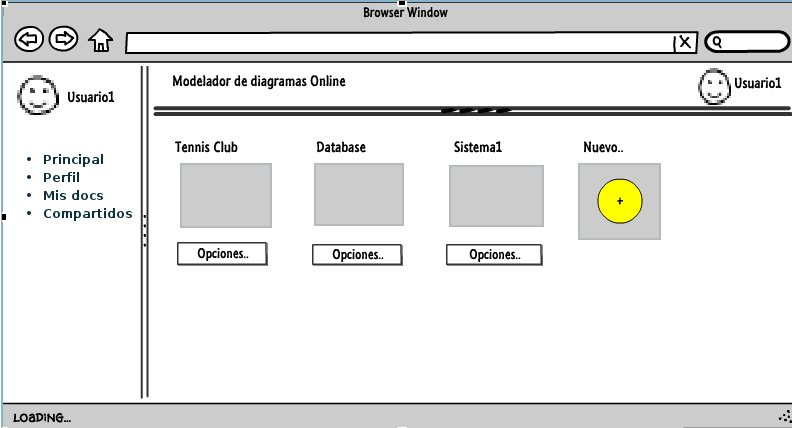 Browser Window
X
Usuario1
Modelador de diagramas Online
Usuario1
Principal
Perfil
Mis docs
Compartidos
Tennis Club
Database
Sistema1
Nuevo..
+
Opciones..
Opciones..
Opciones..
LOADING...